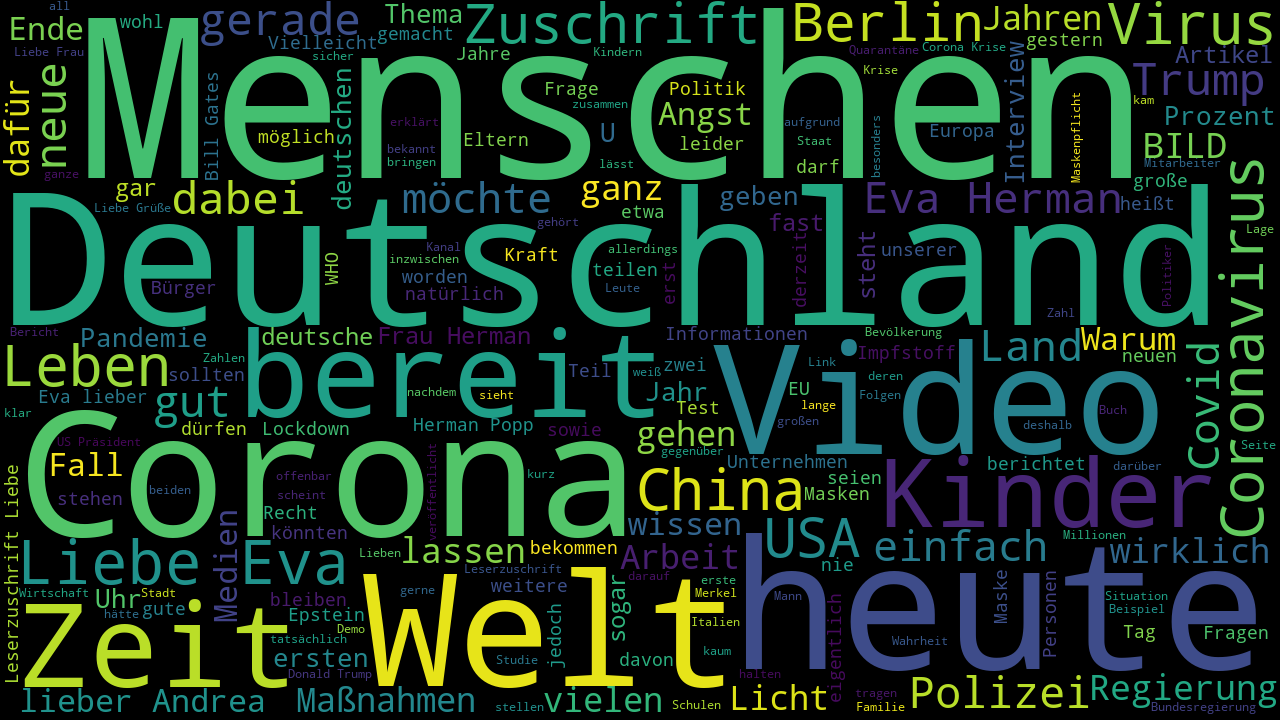 all
wohl
gerade
Thema
Zuschrift
Berlin
Jahren
Virus
Ende
Menschen
Vielleicht
gemacht
Kindern
Corona Krise
gestern
Liebe Frau
sicher
Jahre
Quarantäne
Artikel
dafür
neue
Bill Gates
deutschen
Frage
Politik
Krise
Interview
Trump
zusammen
kam
Angst
Maskenpflicht
erklärt
möglich
Eltern
U
leider
aufgrund
Staat
besonders
Europa
Prozent
bekannt
bringen
lässt
darf
BILD
Mitarbeiter
ganze
gar
dabei
möchte
ganz
geben
Eva Herman
große
heißt
Liebe Grüße
etwa
gehört
fast
Deutschland
WHO
Kanal
inzwischen
Kraft
allerdings
teilen
erst
derzeit
steht
unserer
Coronavirus
Lage
Bürger
worden
natürlich
Leute
Politiker
Zahl
Bericht
Pandemie
deutsche
Frau Herman
Informationen
Bevölkerung
Land
Warum
Leben
Zahlen
bereit
Teil
weiß
zwei
Video
Link
Impfstoff
neuen
Covid
sollten
deren
Eva lieber
gut
nachdem
sieht
Jahr
EU
lange
Folgen
Buch
klar
Test
großen
deshalb
dürfen
Lockdown
Herman Popp
sowie
gehen
US Präsident
Corona
gegenüber
Seite
Fall
offenbar
veröffentlicht
kurz
Unternehmen
berichtet
darüber
stehen
beiden
scheint
China
seien
Masken
Kinder
Leserzuschrift Liebe
Recht
könnten
wissen
USA
Millionen
Medien
Liebe
Eva
Lieben
lassen
bekommen
Arbeit
einfach
wirklich
nie
Leserzuschrift
darauf
heute
Wirtschaft
Stadt
Uhr
gute
hätte
bleiben
gerne
weitere
sogar
erste
Merkel
Mann
Maske
Personen
Situation
Beispiel
Zeit
Epstein
Demo
Welt
jedoch
Italien
Tag
Fragen
tatsächlich
Wahrheit
ersten
Studie
davon
kaum
eigentlich
Donald Trump
halten
lieber Andrea
Maßnahmen
stellen
vielen
Schulen
Licht
tragen
Familie
Polizei
Regierung
Bundesregierung